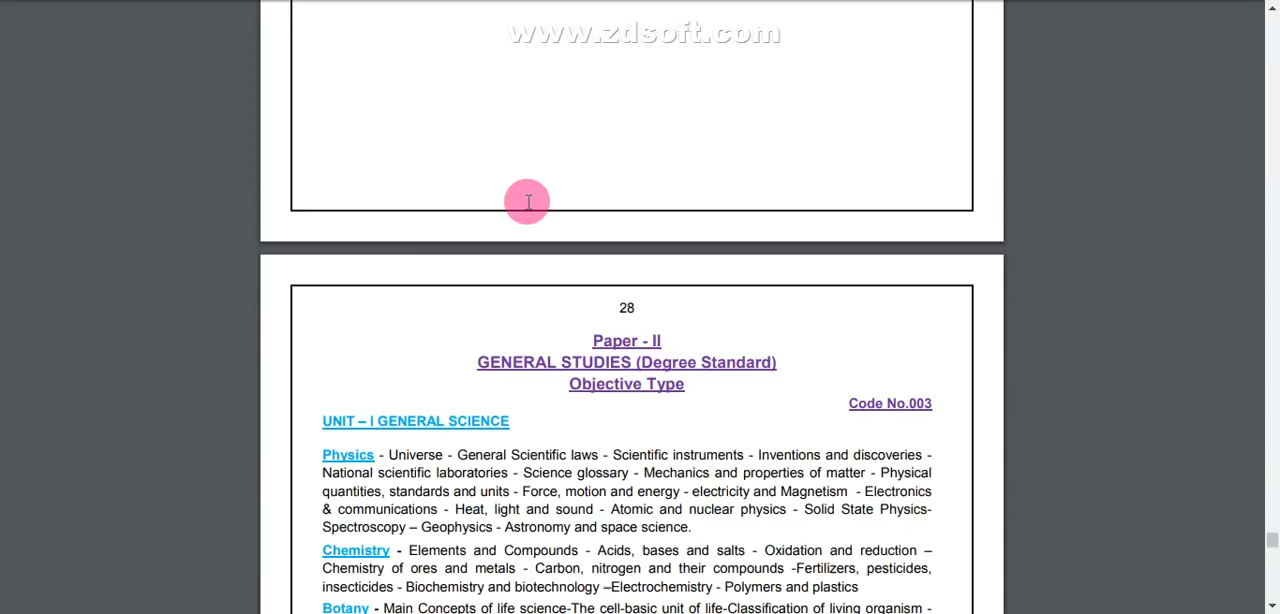 www.zdsoft.com
28
Paper - II
GENERAL STUDIES (Degree Standard)
Objective Type
Code No.003
UNIT – I GENERAL SCIENCE
Physics - Universe - General Scientific laws - Scientific instruments - Inventions and discoveries -
National scientific laboratories - Science glossary - Mechanics and properties of matter - Physical
quantities, standards and units - Force, motion and energy - electricity and Magnetism - Electronics
& communications - Heat, light and sound - Atomic and nuclear physics - Solid State Physics-
Spectroscopy – Geophysics - Astronomy and space science.
Chemistry - Elements and Compounds - Acids, bases and salts - Oxidation and reduction –
Chemistry of ores and metals - Carbon, nitrogen and their compounds -Fertilizers, pesticides,
insecticides - Biochemistry and biotechnology –Electrochemistry - Polymers and plastics
Botany - Main Concepts of life science-The cell-basic unit of life-Classification of living organism -